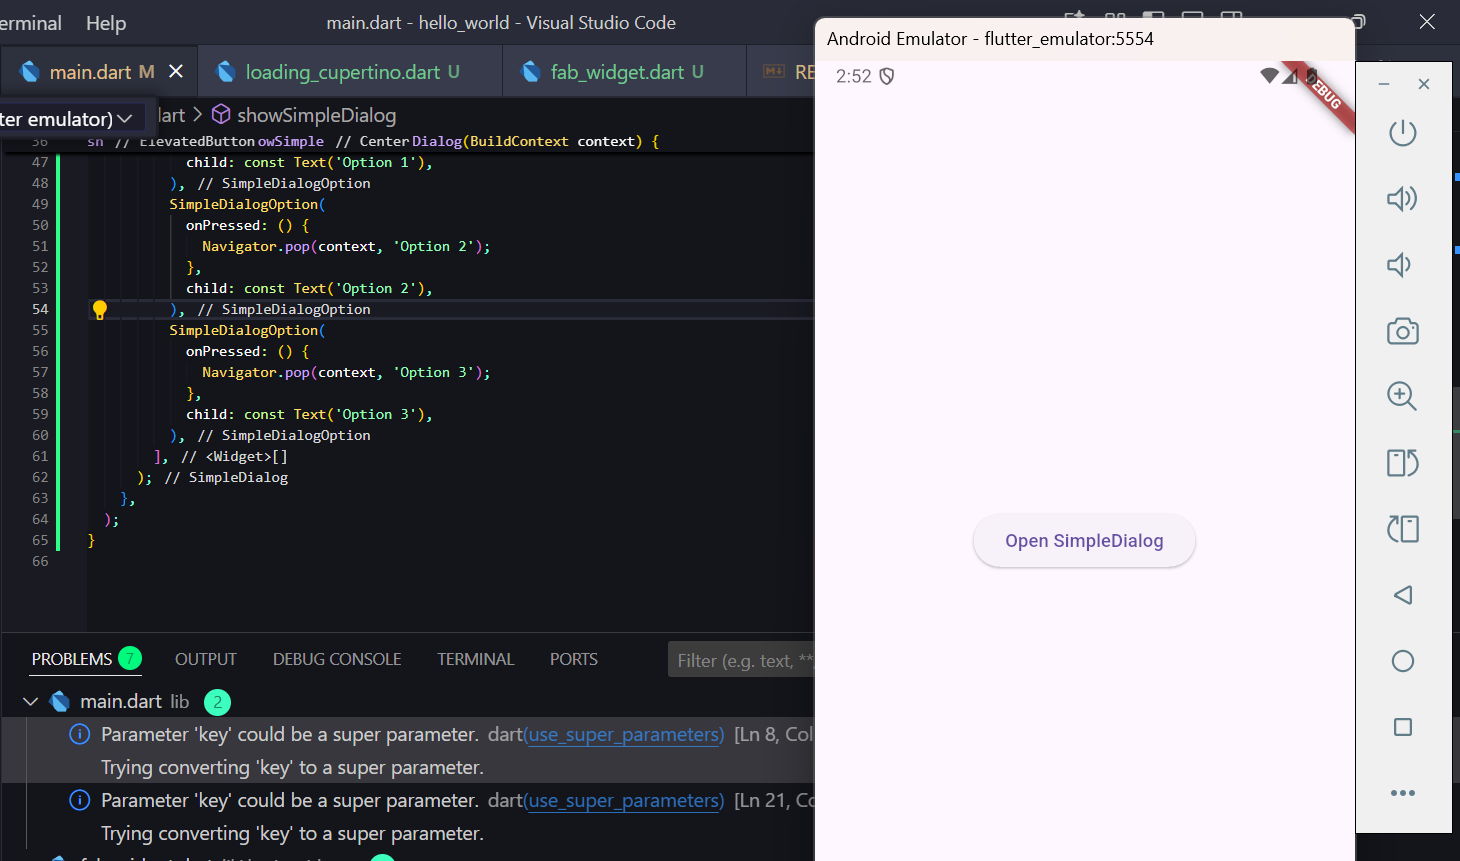 erminal Help main.dart - hello_world - Visual Studio Code
main.dart M loading_cupertino.dart U fab_widget.dart U RE
ter emulator) dart > showSimpleDialog
36 sh // ElevatedButton owSimple // Center Dialog(BuildContext context) {
47 child: const Text('Option 1'),
48 ), // SimpleDialogOption
49 SimpleDialogOption(
50 onPressed: () {
51 Navigator.pop(context, 'Option 2');
52 },
53 child: const Text('Option 2'),
54 ), // SimpleDialogOption
55 SimpleDialogOption(
56 onPressed: () {
57 Navigator.pop(context, 'Option 3');
58 },
59 child: const Text('Option 3'),
60 ), // SimpleDialogOption
61 ], // <Widget>[]
62 ); // SimpleDialog
63 },
64 );
65 }
66
PROBLEMS 7 OUTPUT DEBUG CONSOLE TERMINAL PORTS Filter (e.g. text, **
main.dart lib 2
Parameter 'key' could be a super parameter. dart(use_super_parameters) [Ln 8, Col
Trying converting 'key' to a super parameter.
Parameter 'key' could be a super parameter. dart(use_super_parameters) [Ln 21, Co
Trying converting 'key' to a super parameter.
Android Emulator - flutter_emulator:5554
2:52
DEBUG
Open SimpleDialog